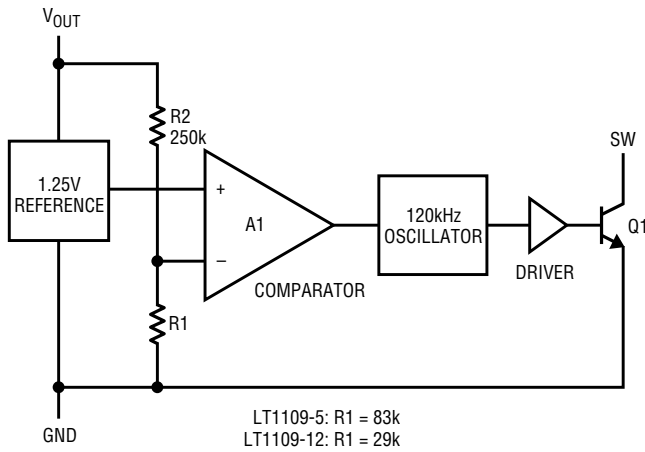 VOUT
R2
250k
SW
1.25V
REFERENCE
+
A1
120kHz
OSCILLATOR
Q1
–
DRIVER
COMPARATOR
R1
LT1109-5: R1 = 83k
LT1109-12: R1 = 29k
GND